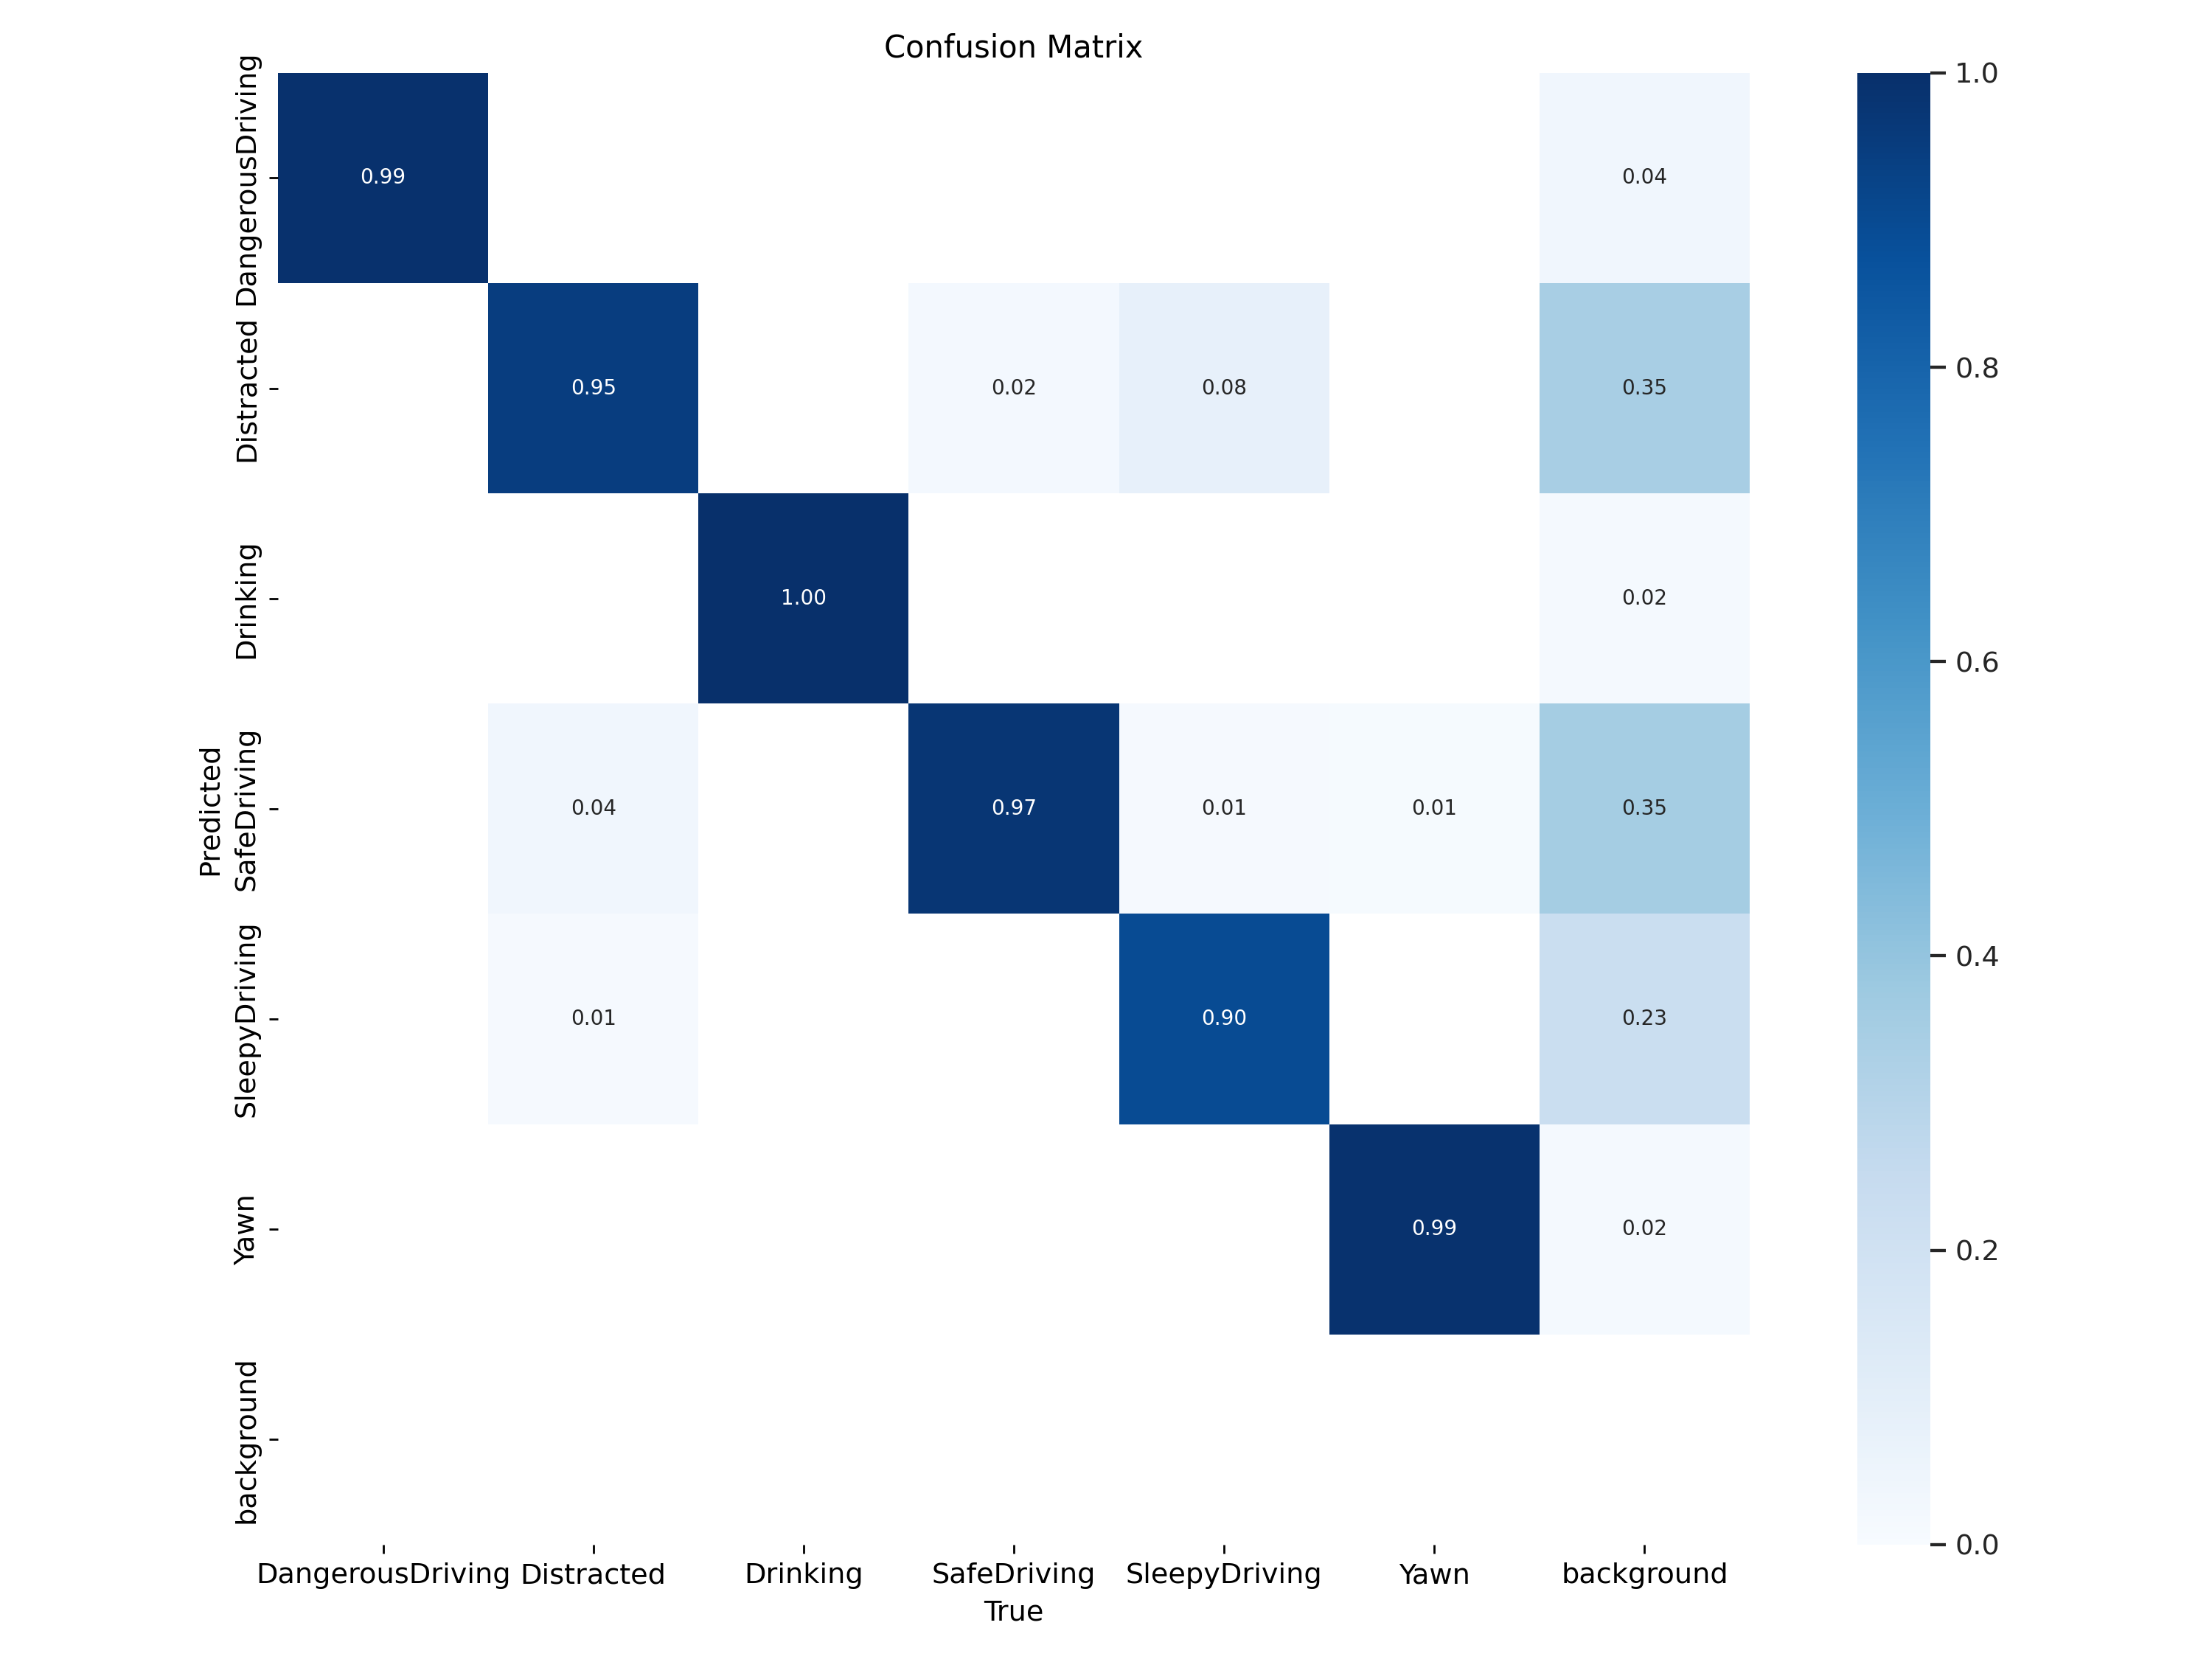 Confusion Matrix
DangerousDriving
0.99
0.04
Distracted
0.95
0.02
0.08
0.35
Drinking
1.00
0.02
Predicted
SafeDriving
0.04
0.97
0.01
0.01
0.35
SleepyDriving
0.01
0.90
0.23
Yawn
0.99
0.02
background
DangerousDriving Distracted Drinking SafeDriving SleepyDriving Yawn background
True
1.0
0.8
0.6
0.4
0.2
0.0